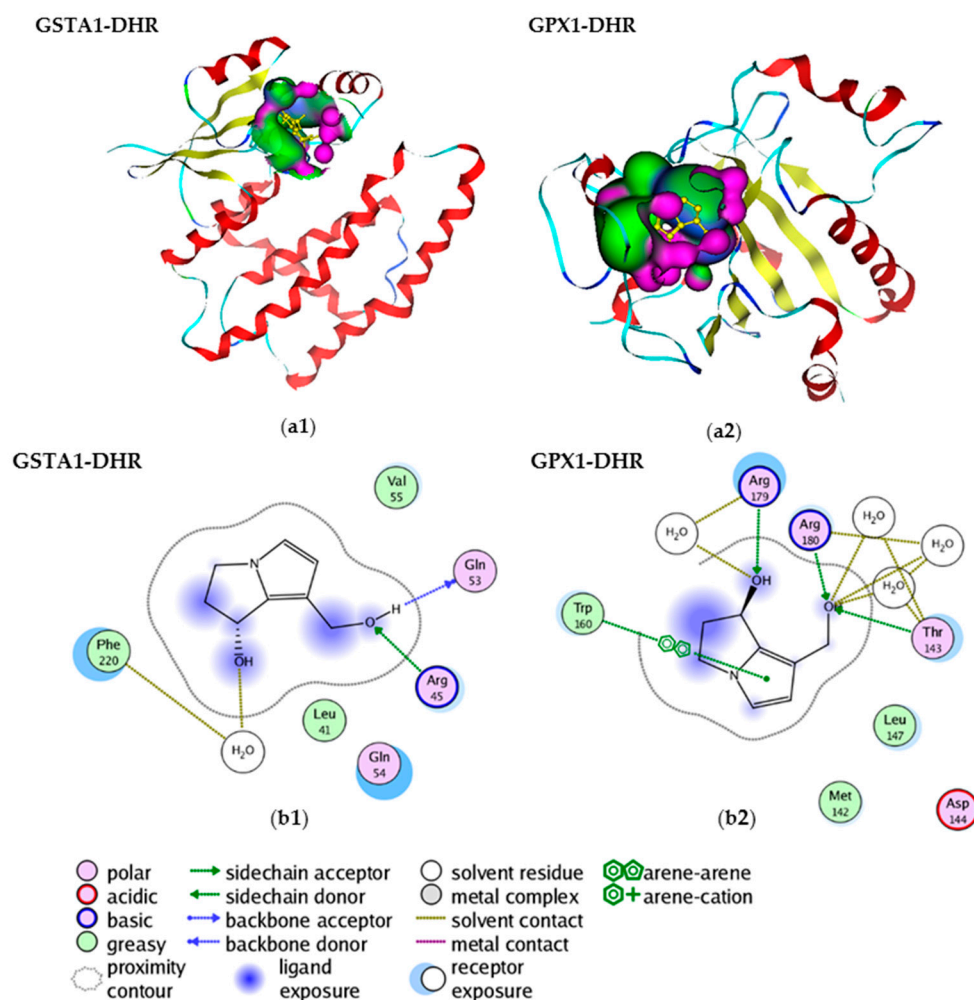 GSTA1-DHR
GPX1-DHR
(a1)
(a2)
GSTA1-DHR
GPX1-DHR
Val
55
Gln
53
N
H
O
OH
Phe
220
Arg
45
Leu
41
H₂O
Gln
54
(b1)
Arg
179
H₂O
Arg
180
H₂O
H₂O
H₂O
OH
OH
Trp
160
Thr
143
N
Leu
147
Met
142
Asp
144
(b2)
polar
acidic
basic
greasy
proximity
contour
sidechain acceptor
sidechain donor
backbone acceptor
backbone donor
ligand
exposure
solvent residue
metal complex
solvent contact
metal contact
receptor
exposure
arene-arene
arene-cation